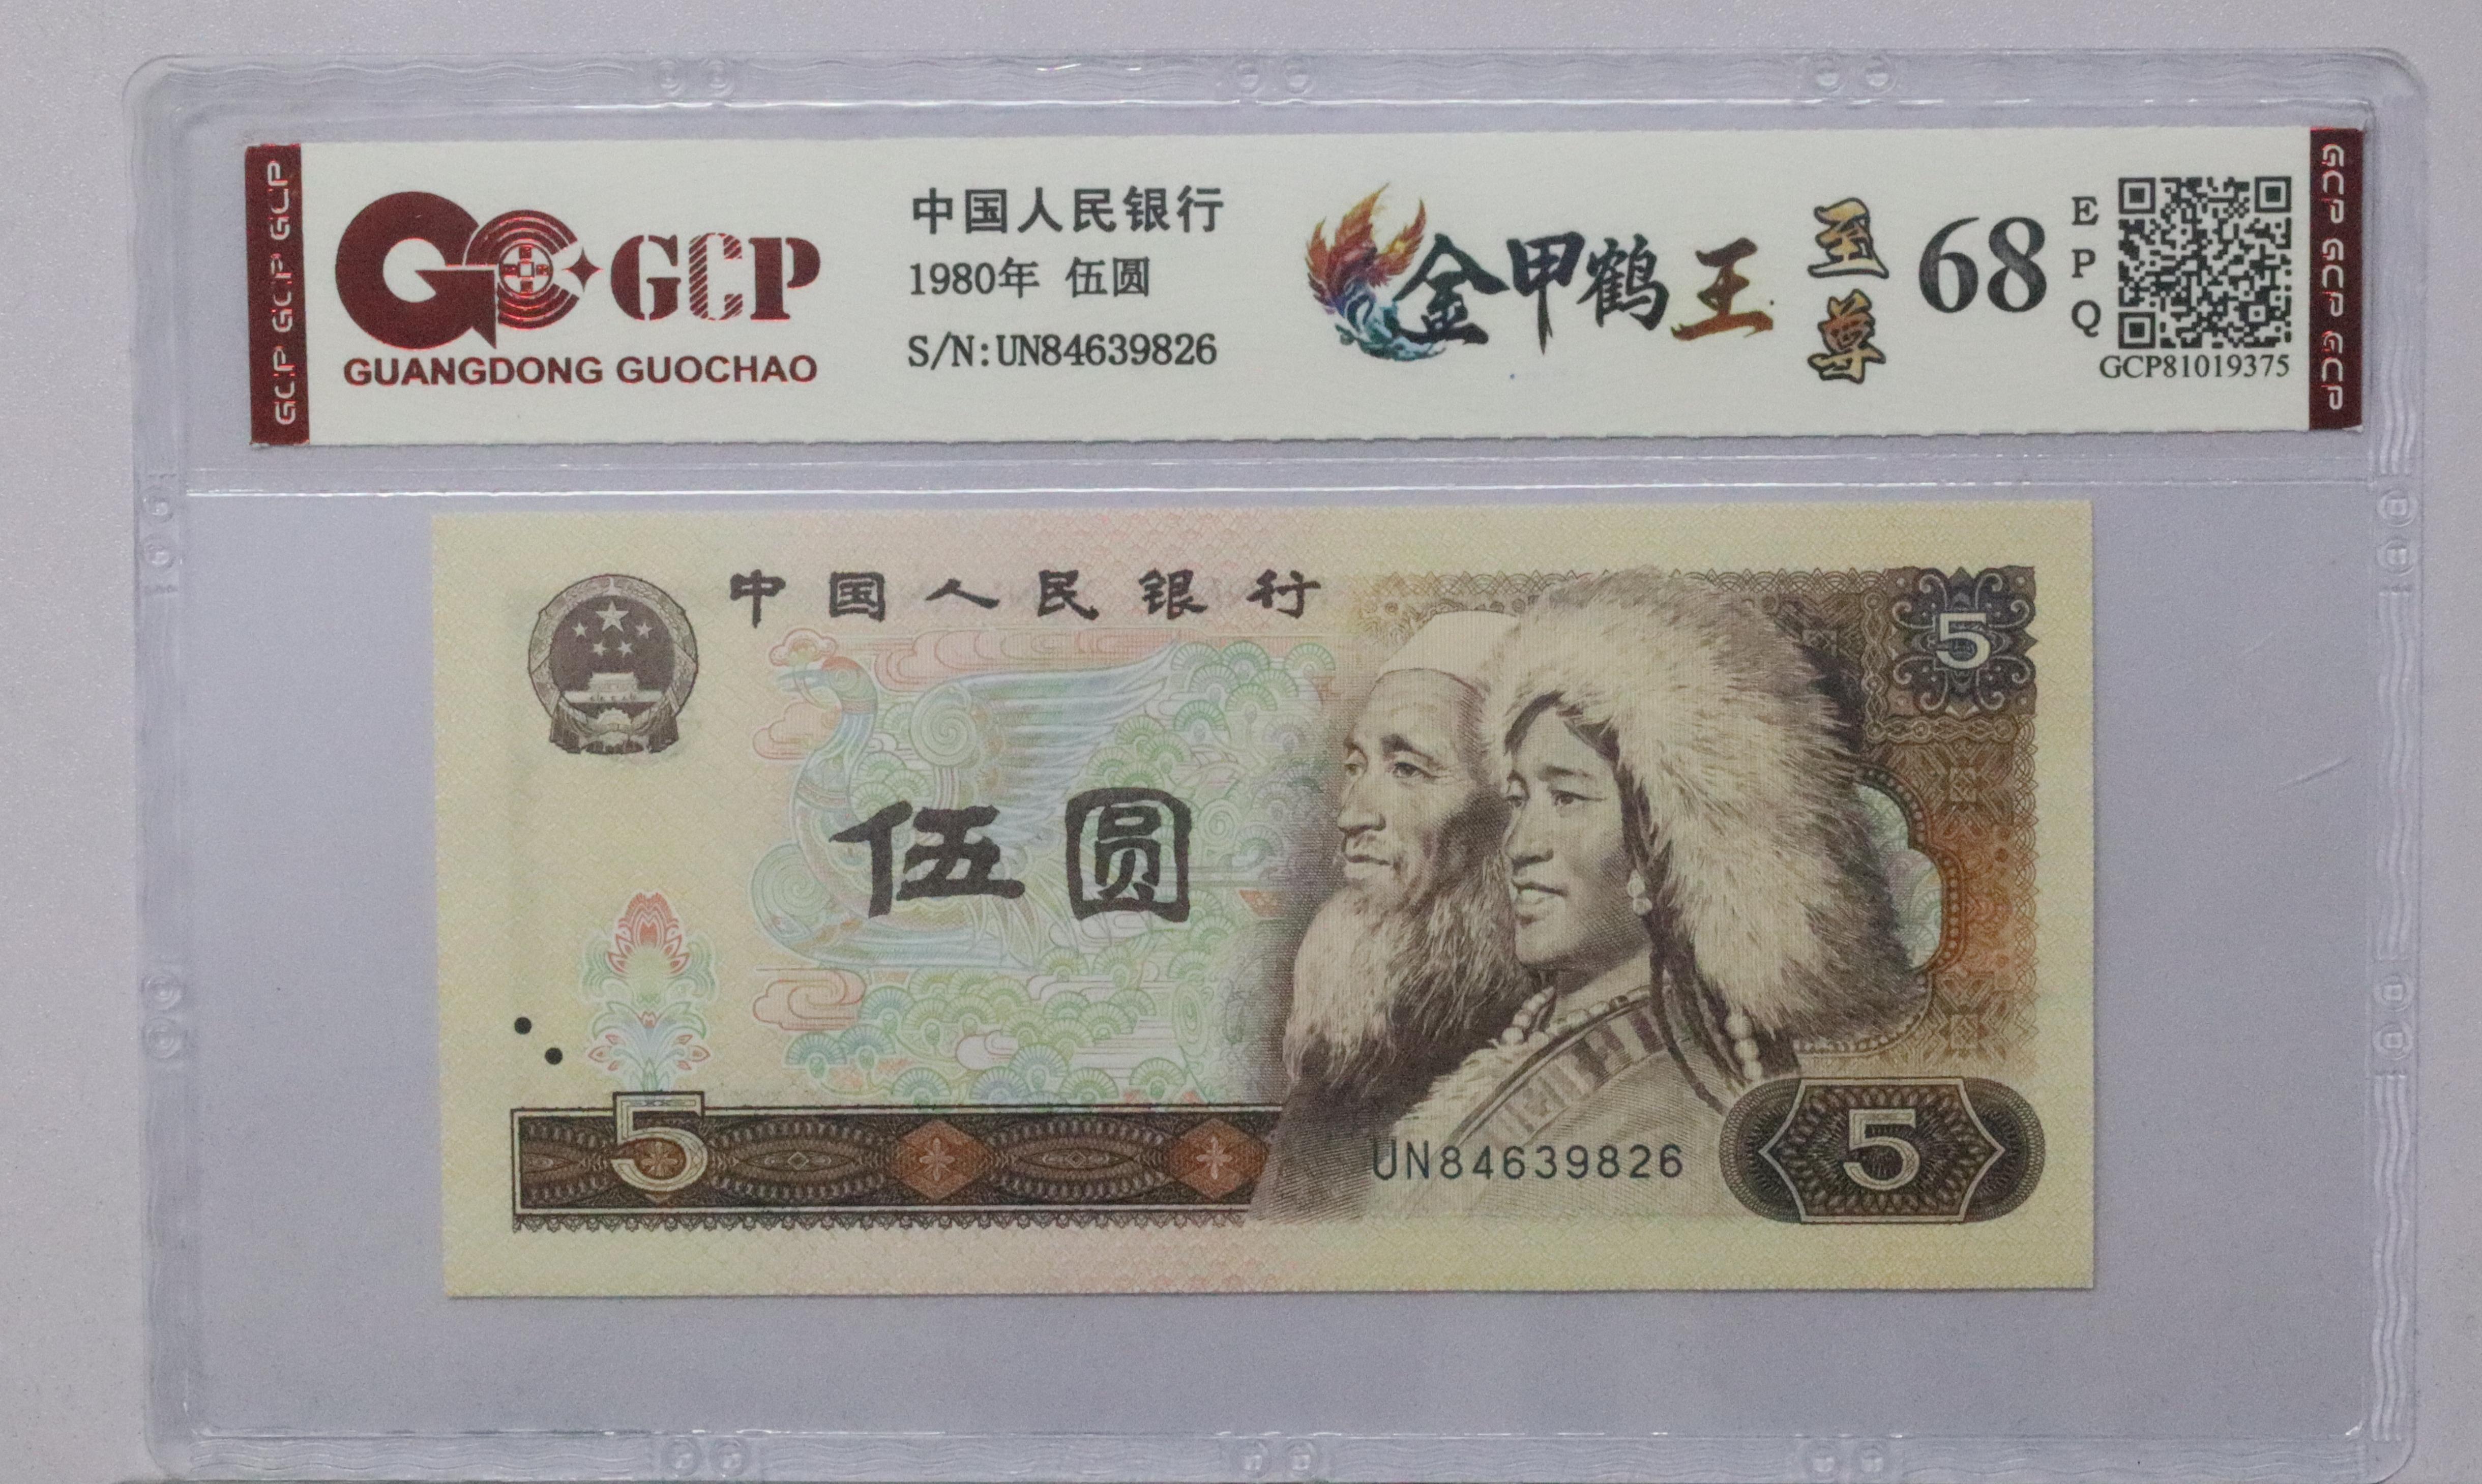 GCP GCP GCP
GCP
GUANGDONG GUOCHAO
中国人民银行
1980年 伍圆
S/N:UN84639826
金甲鹤王
至尊
68
EPQ
GCP81019375
GCP GCP GCP
中国人民银行
5
伍圆
5
UN84639826
5